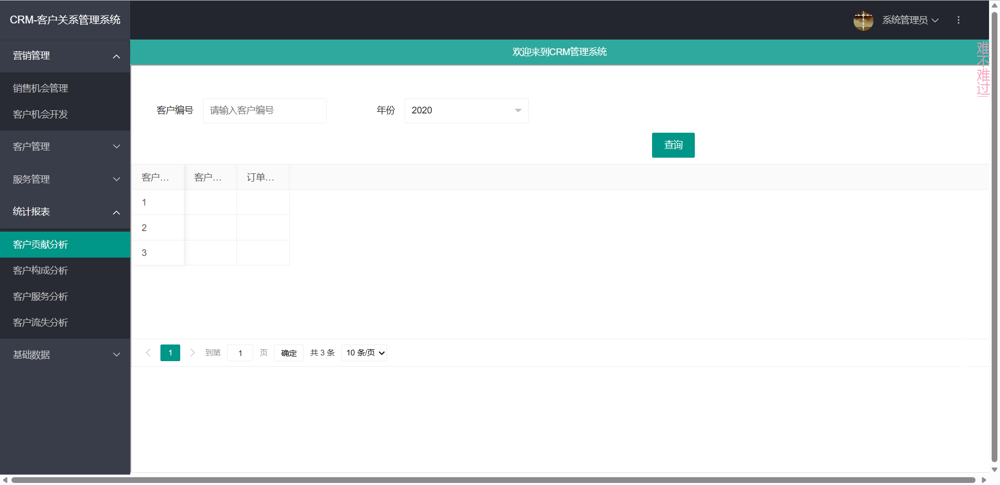 CRM-客户关系管理系统
系统管理员
欢迎来到CRM管理系统
难不难过
营销管理
销售机会管理
客户机会开发
客户管理
服务管理
统计报表
客户贡献分析
客户构成分析
客户服务分析
客户流失分析
基础数据
客户编号 请输入客户编号 年份 2020
查询
客户... 客户... 订单...
1
2
3
1 到第 1 页 确定 共 3 条 10 条/页